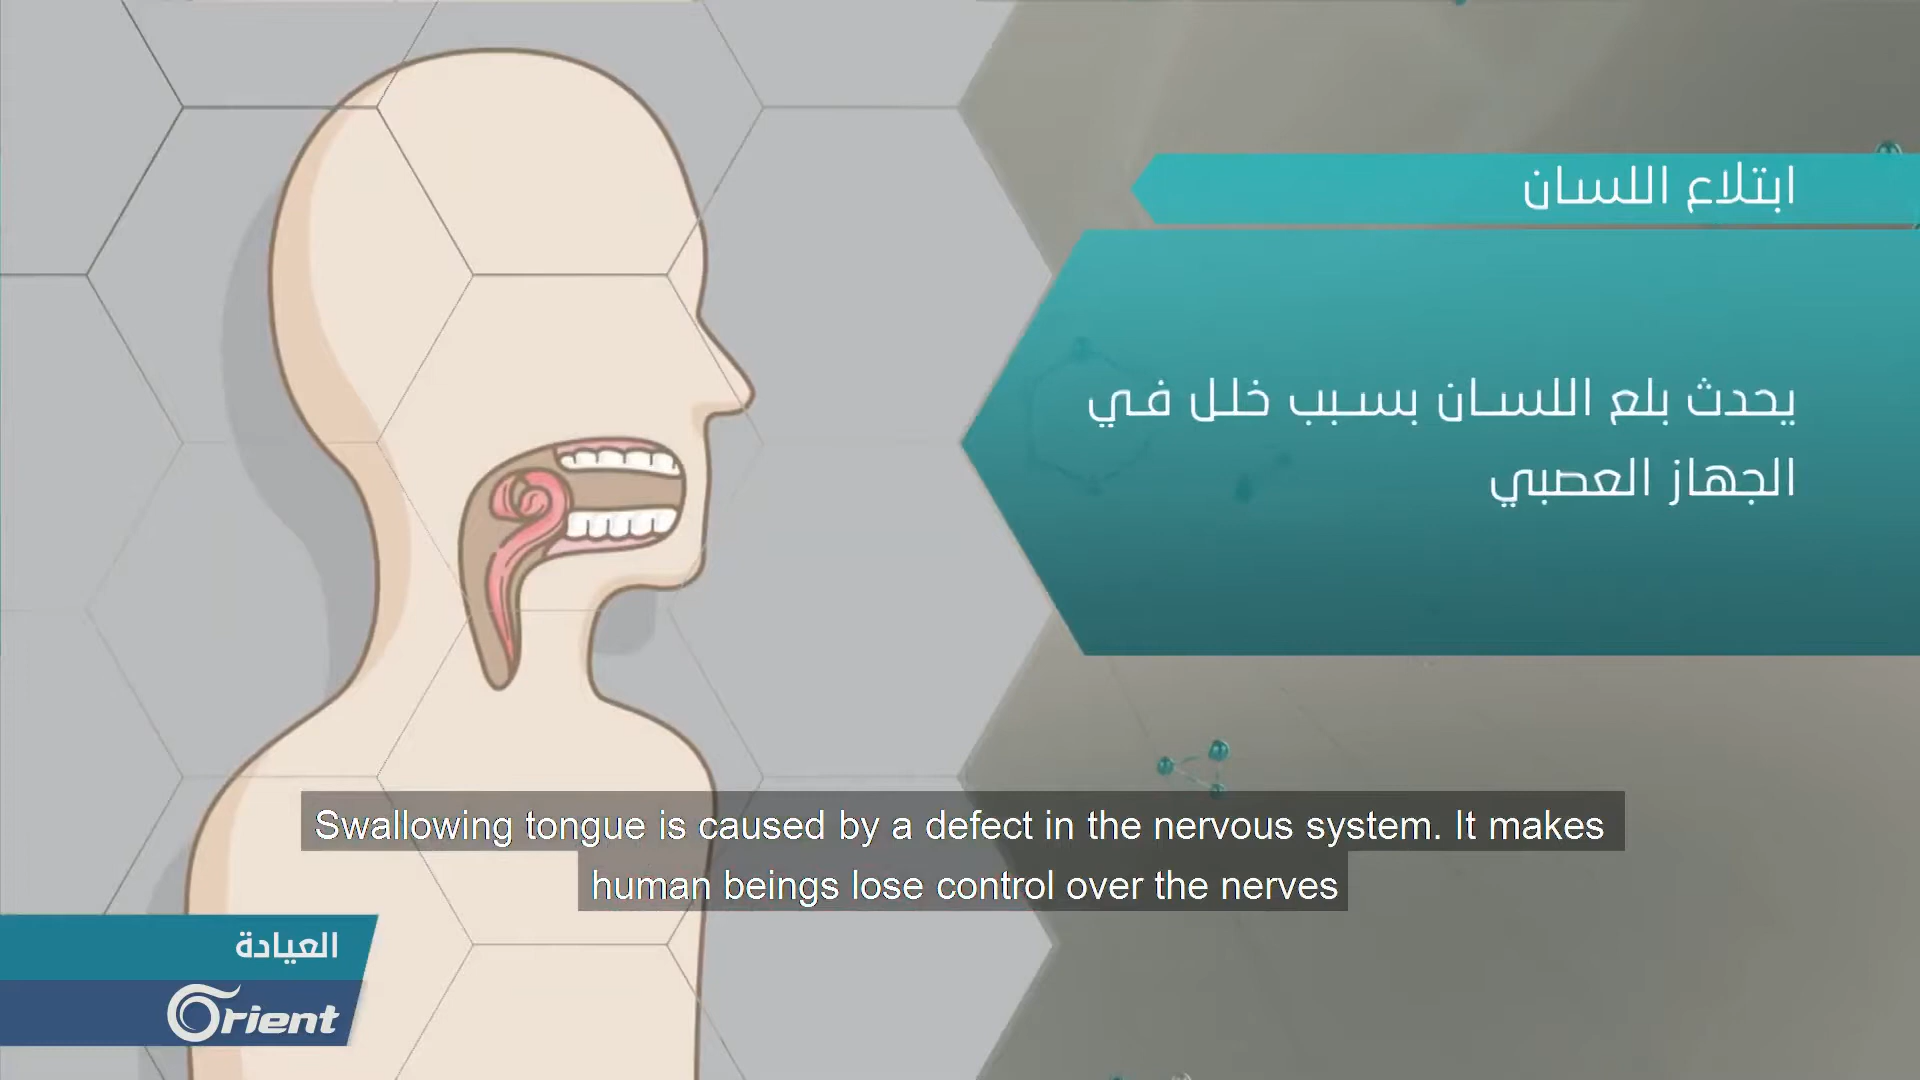 ابتلاع اللسان
يحدث بلع اللسان بسبب خلل في
الجهاز العصبي
Swallowing tongue is caused by a defect in the nervous system. It makes
human beings lose control over the nerves
العيادة
Orient